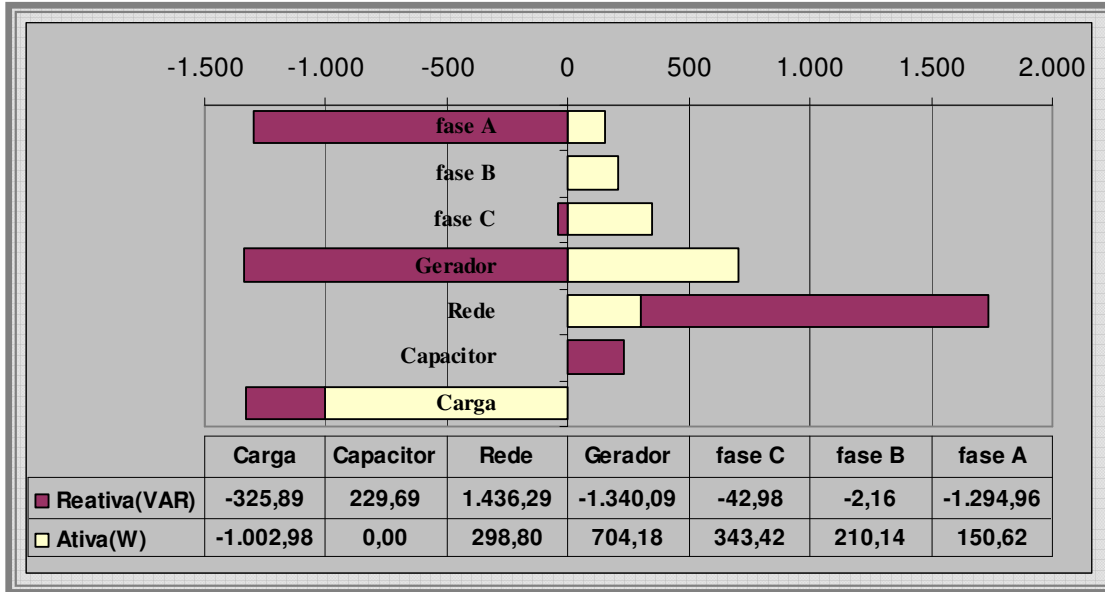 -1.500 -1.000 -500 0 500 1.000 1.500 2.000
fase A
fase B
fase C
Gerador
Rede
Capacitor
Carga
Carga Capacitor Rede Gerador fase C fase B fase A
Reativa(VAR) -325,89 229,69 1.436,29 -1.340,09 -42,98 -2,16 -1.294,96
Ativa(W) -1.002,98 0,00 298,80 704,18 343,42 210,14 150,62